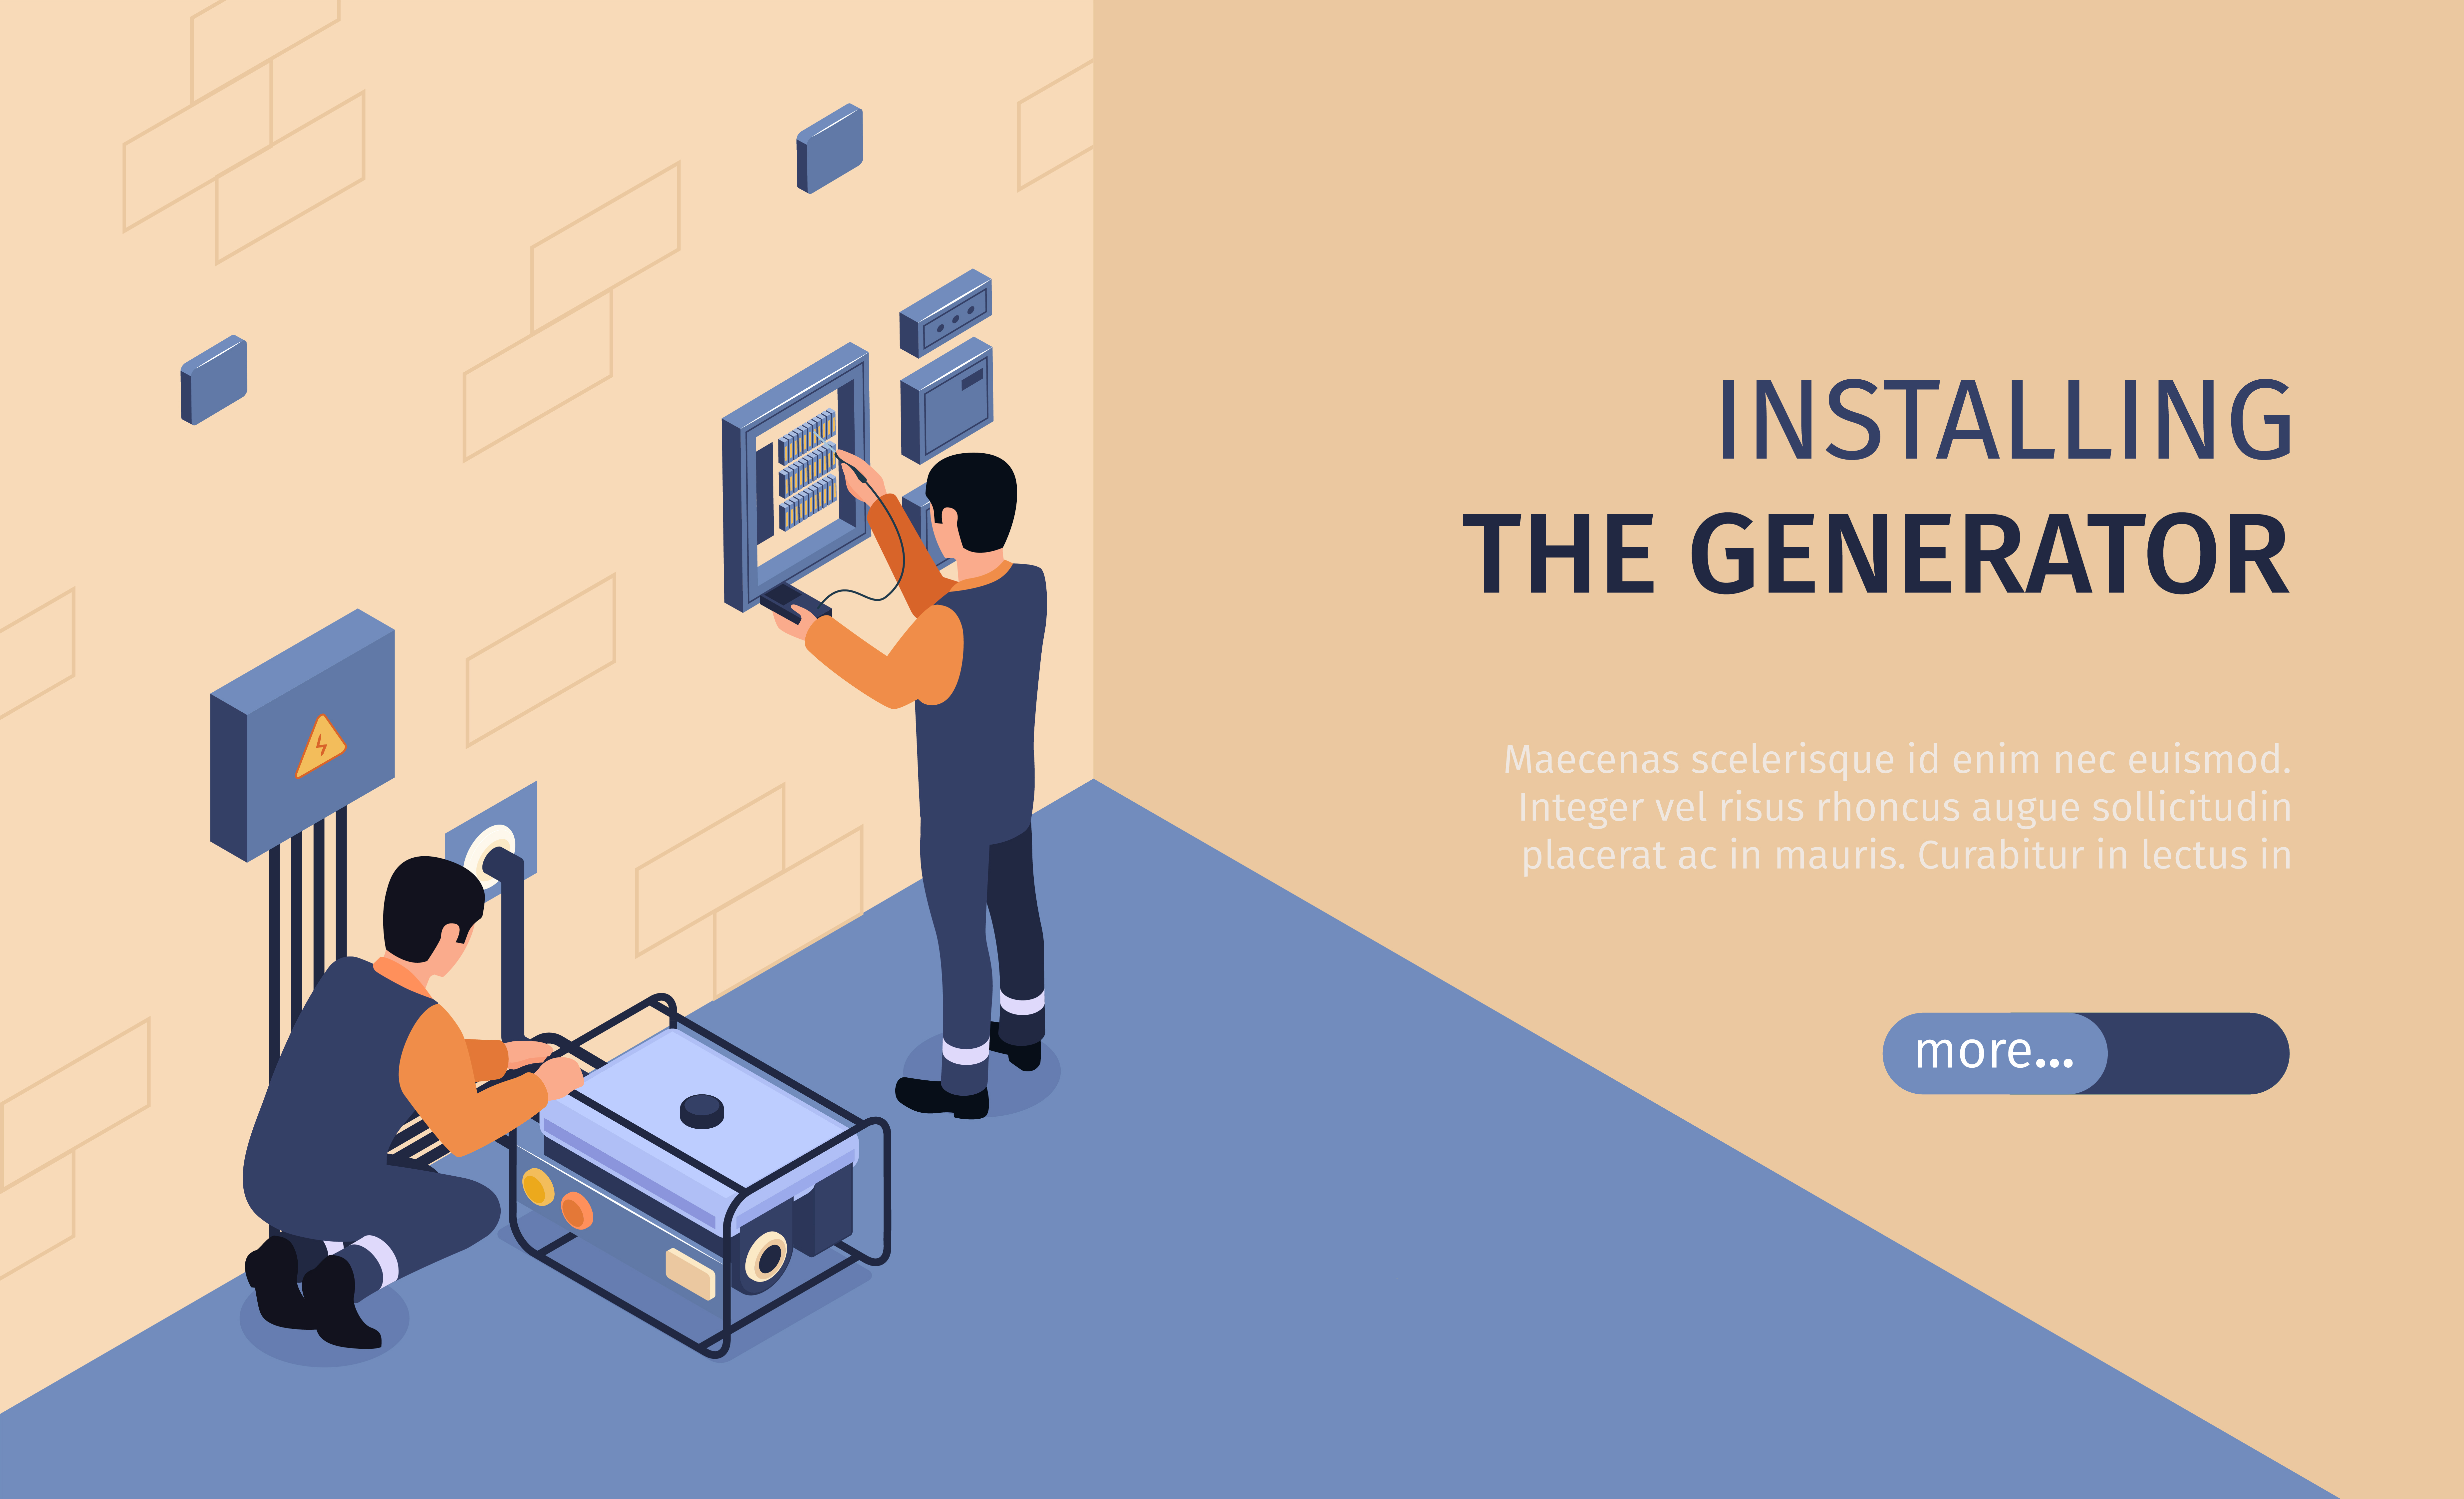 INSTALLING
THE GENERATOR
Maecenas scelerisque id enim nec euismod.
Integer vel risus rhoncus augue sollicitudin
placerat ac in mauris. Curabitur in lectus in
more...